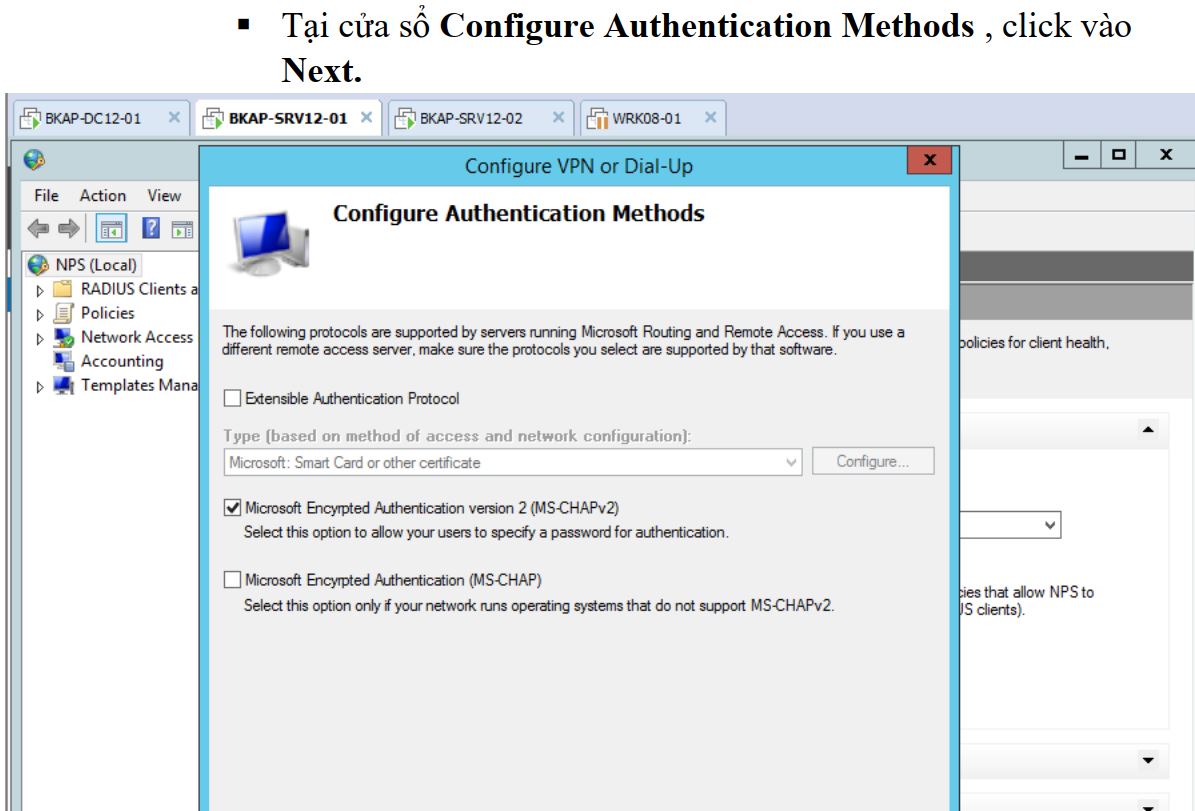 ▪ Tại cửa sổ Configure Authentication Methods , click vào
Next.
BKAP-DC12-01 × BKAP-SRV12-01 × BKAP-SRV12-02 × WRK08-01 ×
Configure VPN or Dial-Up
File Action View
Configure Authentication Methods
NPS (Local)
RADIUS Clients a
Policies
Network Access
Accounting
Templates Mana
The following protocols are supported by servers running Microsoft Routing and Remote Access. If you use a
different remote access server, make sure the protocols you select are supported by that software.
policies for client health,
Extensible Authentication Protocol
Type (based on method of access and network configuration):
Microsoft: Smart Card or other certificate
Configure...
Microsoft Encrypted Authentication version 2 (MS-CHAPv2)
Select this option to allow your users to specify a password for authentication.
Microsoft Encrypted Authentication (MS-CHAP)
Select this option only if your network runs operating systems that do not support MS-CHAPv2.
cies that allow NPS to
US clients).